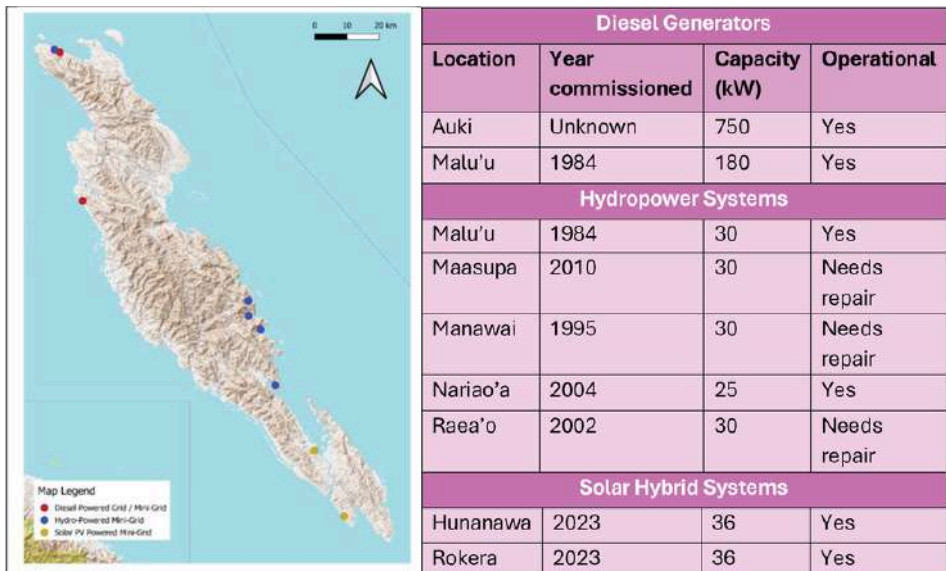 0 10 20 km
Map Legend
Diesel Powered Grid / Mini-Grid
Hydro-Powered Mini-Grid
Solar PV Powered Mini-Grid
Diesel Generators
Location Year commissioned Capacity (kW) Operational
Auki Unknown 750 Yes
Malu'u 1984 180 Yes
Hydropower Systems
Malu'u 1984 30 Yes
Maasupa 2010 30 Needs repair
Manawai 1995 30 Needs repair
Nariao'a 2004 25 Yes
Raea'o 2002 30 Needs repair
Solar Hybrid Systems
Hunanawa 2023 36 Yes
Rokera 2023 36 Yes